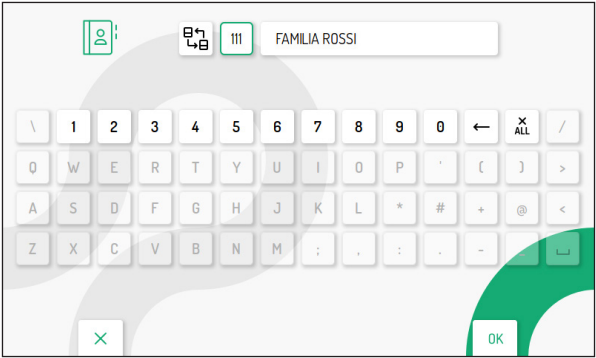 111 FAMILIA ROSSI
\ 1 2 3 4 5 6 7 8 9 0 ← × ALL /
Q W E R T Y U I O P ' ( ) >
A S D F G H J K L * # + @ <
Z X C V B N M ; , : . - _
× OK